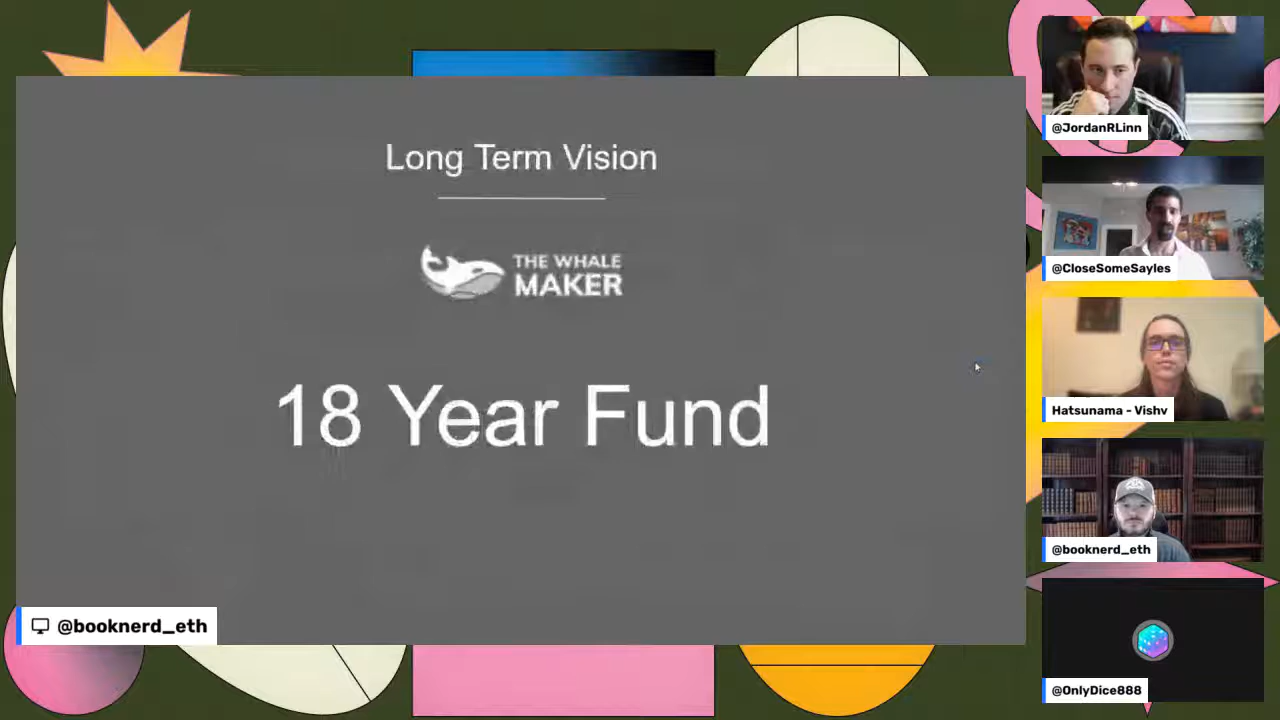 Long Term Vision
THE WHALE
MAKER
18 Year Fund
@booknerd_eth
@JordanRLinn
@CloseSomeSayles
Hatsunama - Vishv
@booknerd_eth
@OnlyDice888